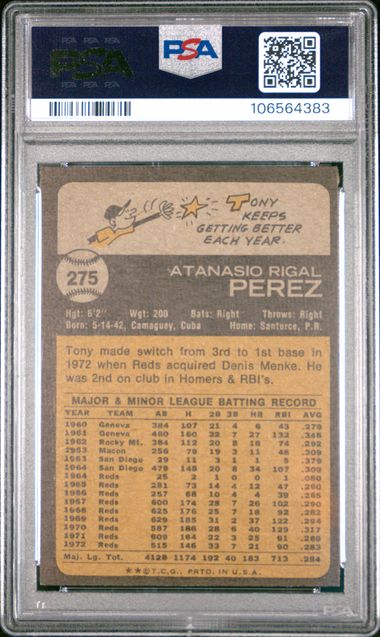 PSA
PSA
106564383
TONY
KEEPS
GETTING BETTER
EACH YEAR.
275
ATANASIO RIGAL
PEREZ
Hgt: 6'2" Wgt: 200 Bats: Right Throws: Right
Born: 5-14-42, Camaguey, Cuba Home: Santurce, P.R.
Tony made switch from 3rd to 1st base in
1972 when Reds acquired Denis Menke. He
was 2nd on club in Homers & RBI's.
MAJOR & MINOR LEAGUE BATTING RECORD
YEAR TEAM AB H 2B 3B HR RBI AVG
1960 Geneva 384 107 21 4 6 43 .279
1961 Geneva 460 160 32 7 27 132 .348
1962 Rocky Mt. 384 112 20 8 18 74 .292
1963 Macon 256 79 19 3 11 48 .309
1963 San Diego 29 11 3 1 1 5 .379
1964 San Diego 479 148 20 8 34 107 .309
1964 Reds 25 2 1 0 0 1 .080
1965 Reds 281 73 14 4 12 47 .260
1966 Reds 257 68 10 4 4 39 .265
1967 Reds 600 174 28 7 26 102 .290
1968 Reds 625 176 25 7 18 92 .282
1969 Reds 629 185 31 2 37 122 .294
1970 Reds 587 186 28 6 40 129 .317
1971 Reds 609 164 22 3 25 91 .269
1972 Reds 515 146 33 7 21 90 .283
Maj. Lg. Tot. 4128 1174 192 40 183 713 .284
**©T.C.G. PRTD. IN U.S.A.